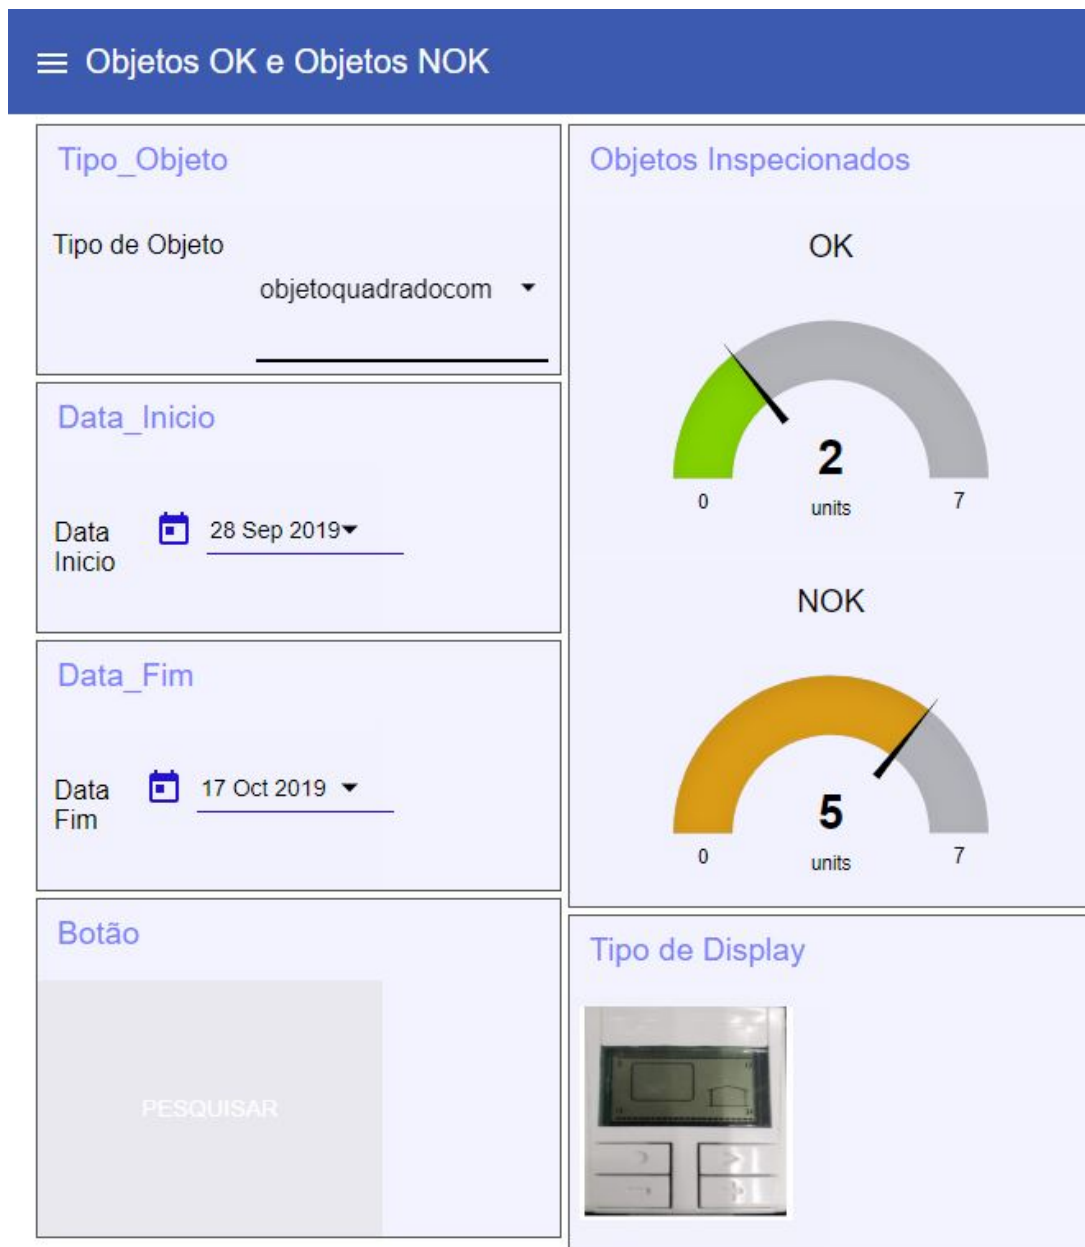 Objetos OK e Objetos NOK
Tipo_Objeto
Tipo de Objeto
objetoquadradocom
Data_Inicio
Data
Inicio
28 Sep 2019
Data_Fim
Data
Fim
17 Oct 2019
Botão
PESQUISAR
Objetos Inspecionados
OK
2
units
0
7
NOK
5
units
0
7
Tipo de Display